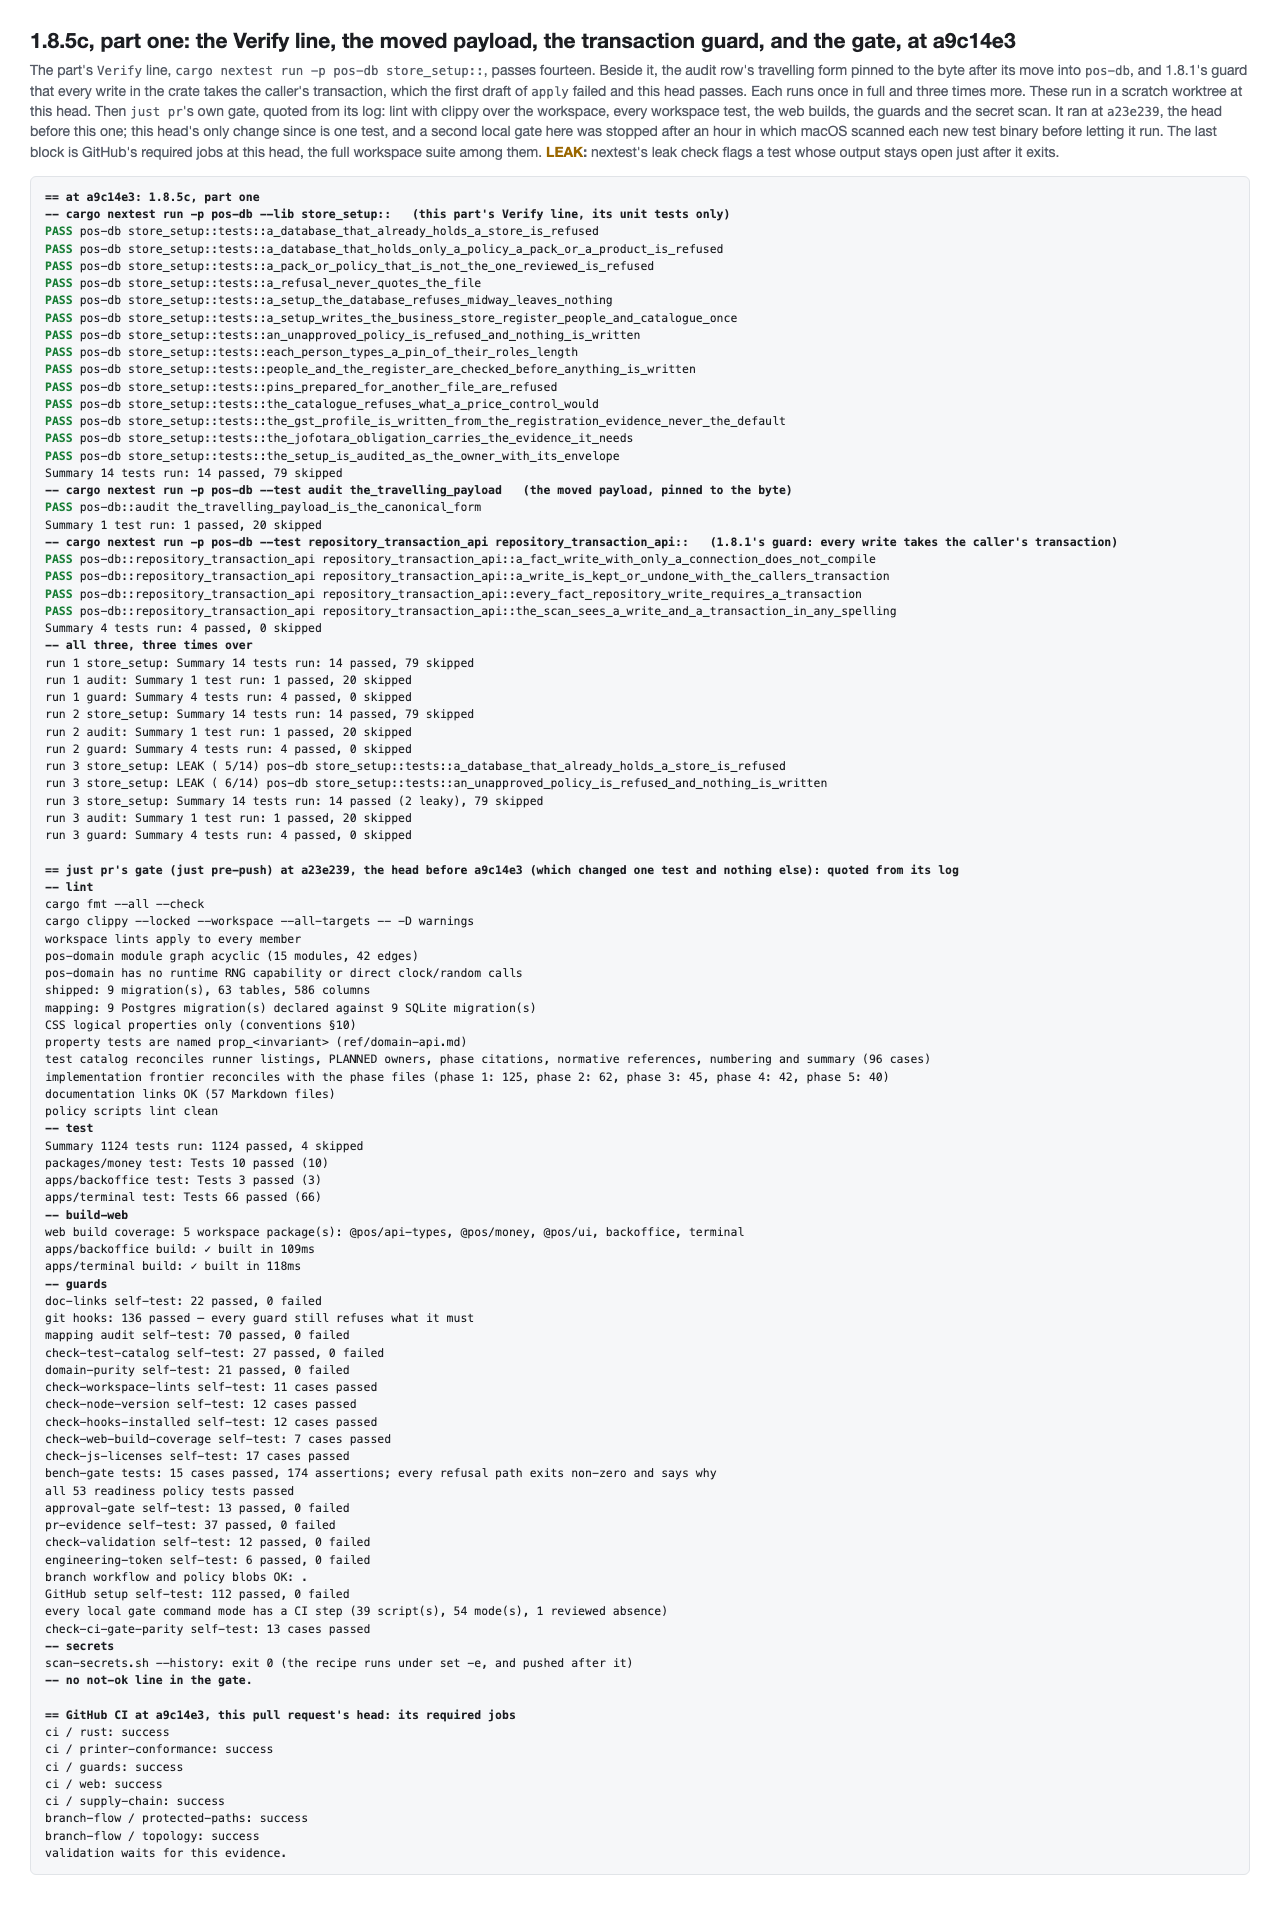 1.8.5c, part one: the Verify line, the moved payload, the transaction guard, and the gate, at a9c14e3
The part's Verify line, cargo nextest run -p pos-db store_setup::, passes fourteen. Beside it, the audit row's travelling form pinned to the byte after its move into pos-db, and 1.8.1's guard
that every write in the crate takes the caller's transaction, which the first draft of apply failed and this head passes. Each runs once in full and three times more. These run in a scratch worktree at
this head. Then just pr's own gate, quoted from its log: lint with clippy over the workspace, every workspace test, the web builds, the guards and the secret scan. It ran at a23e239, the head
before this one; this head's only change since is one test, and a second local gate here was stopped after an hour in which macOS scanned each new test binary before letting it run. The last
block is GitHub's required jobs at this head, the full workspace suite among them. LEAK: nextest's leak check flags a test whose output stays open just after it exits.
== at a9c14e3: 1.8.5c, part one
-- cargo nextest run -p pos-db --lib store_setup::   (this part's Verify line, its unit tests only)
PASS pos-db store_setup::tests::a_database_that_already_holds_a_store_is_refused
PASS pos-db store_setup::tests::a_database_that_holds_only_a_policy_a_pack_or_a_product_is_refused
PASS pos-db store_setup::tests::a_pack_or_policy_that_is_not_the_one_reviewed_is_refused
PASS pos-db store_setup::tests::a_refusal_never_quotes_the_file
PASS pos-db store_setup::tests::a_setup_the_database_refuses_midway_leaves_nothing
PASS pos-db store_setup::tests::a_setup_writes_the_business_store_register_people_and_catalogue_once
PASS pos-db store_setup::tests::an_unapproved_policy_is_refused_and_nothing_is_written
PASS pos-db store_setup::tests::each_person_types_a_pin_of_their_roles_length
PASS pos-db store_setup::tests::people_and_the_register_are_checked_before_anything_is_written
PASS pos-db store_setup::tests::pins_prepared_for_another_file_are_refused
PASS pos-db store_setup::tests::the_catalogue_refuses_what_a_price_control_would
PASS pos-db store_setup::tests::the_gst_profile_is_written_from_the_registration_evidence_never_the_default
PASS pos-db store_setup::tests::the_jofotara_obligation_carries_the_evidence_it_needs
PASS pos-db store_setup::tests::the_setup_is_audited_as_the_owner_with_its_envelope
Summary 14 tests run: 14 passed, 79 skipped
-- cargo nextest run -p pos-db --test audit the_travelling_payload   (the moved payload, pinned to the byte)
PASS pos-db::audit the_travelling_payload_is_the_canonical_form
Summary 1 test run: 1 passed, 20 skipped
-- cargo nextest run -p pos-db --test repository_transaction_api repository_transaction_api::   (1.8.1's guard: every write takes the caller's transaction)
PASS pos-db::repository_transaction_api repository_transaction_api::a_fact_write_with_only_a_connection_does_not_compile
PASS pos-db::repository_transaction_api repository_transaction_api::a_write_is_kept_or_undone_with_the_callers_transaction
PASS pos-db::repository_transaction_api repository_transaction_api::every_fact_repository_write_requires_a_transaction
PASS pos-db::repository_transaction_api repository_transaction_api::the_scan_sees_a_write_and_a_transaction_in_any_spelling
Summary 4 tests run: 4 passed, 0 skipped
-- all three, three times over
run 1 store_setup: Summary 14 tests run: 14 passed, 79 skipped
run 1 audit: Summary 1 test run: 1 passed, 20 skipped
run 1 guard: Summary 4 tests run: 4 passed, 0 skipped
run 2 store_setup: Summary 14 tests run: 14 passed, 79 skipped
run 2 audit: Summary 1 test run: 1 passed, 20 skipped
run 2 guard: Summary 4 tests run: 4 passed, 0 skipped
run 3 store_setup: LEAK ( 5/14) pos-db store_setup::tests::a_database_that_already_holds_a_store_is_refused
run 3 store_setup: LEAK ( 6/14) pos-db store_setup::tests::an_unapproved_policy_is_refused_and_nothing_is_written
run 3 store_setup: Summary 14 tests run: 14 passed (2 leaky), 79 skipped
run 3 audit: Summary 1 test run: 1 passed, 20 skipped
run 3 guard: Summary 4 tests run: 4 passed, 0 skipped
== just pr's gate (just pre-push) at a23e239, the head before a9c14e3 (which changed one test and nothing else): quoted from its log
-- lint
cargo fmt --all --check
cargo clippy --locked --workspace --all-targets -- -D warnings
workspace lints apply to every member
pos-domain module graph acyclic (15 modules, 42 edges)
pos-domain has no runtime RNG capability or direct clock/random calls
shipped: 9 migration(s), 63 tables, 586 columns
mapping: 9 Postgres migration(s) declared against 9 SQLite migration(s)
CSS logical properties only (conventions §10)
property tests are named prop_<invariant> (ref/domain-api.md)
test catalog reconciles runner listings, PLANNED owners, phase citations, normative references, numbering and summary (96 cases)
implementation frontier reconciles with the phase files (phase 1: 125, phase 2: 62, phase 3: 45, phase 4: 42, phase 5: 40)
documentation links OK (57 Markdown files)
policy scripts lint clean
-- test
Summary 1124 tests run: 1124 passed, 4 skipped
packages/money test: Tests 10 passed (10)
apps/backoffice test: Tests 3 passed (3)
apps/terminal test: Tests 66 passed (66)
-- build-web
web build coverage: 5 workspace package(s): @pos/api-types, @pos/money, @pos/ui, backoffice, terminal
apps/backoffice build: ✓ built in 109ms
apps/terminal build: ✓ built in 118ms
-- guards
doc-links self-test: 22 passed, 0 failed
git hooks: 136 passed — every guard still refuses what it must
mapping audit self-test: 70 passed, 0 failed
check-test-catalog self-test: 27 passed, 0 failed
domain-purity self-test: 21 passed, 0 failed
check-workspace-lints self-test: 11 cases passed
check-node-version self-test: 12 cases passed
check-hooks-installed self-test: 12 cases passed
check-web-build-coverage self-test: 7 cases passed
check-js-licenses self-test: 17 cases passed
bench-gate tests: 15 cases passed, 174 assertions; every refusal path exits non-zero and says why
all 53 readiness policy tests passed
approval-gate self-test: 13 passed, 0 failed
pr-evidence self-test: 37 passed, 0 failed
check-validation self-test: 12 passed, 0 failed
engineering-token self-test: 6 passed, 0 failed
branch workflow and policy blobs OK: .
GitHub setup self-test: 112 passed, 0 failed
every local gate command mode has a CI step (39 script(s), 54 mode(s), 1 reviewed absence)
check-ci-gate-parity self-test: 13 cases passed
-- secrets
scan-secrets.sh --history: exit 0 (the recipe runs under set -e, and pushed after it)
-- no not-ok line in the gate.
== GitHub CI at a9c14e3, this pull request's head: its required jobs
ci / rust: success
ci / printer-conformance: success
ci / guards: success
ci / web: success
ci / supply-chain: success
branch-flow / protected-paths: success
branch-flow / topology: success
validation waits for this evidence.